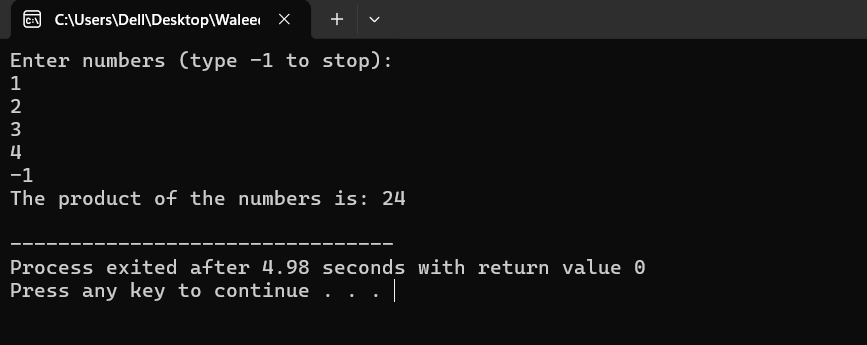 C:\Users\Dell\Desktop\Walee
Enter numbers (type -1 to stop):
1
2
3
4
-1
The product of the numbers is: 24
--------------------------------
Process exited after 4.98 seconds with return value 0
Press any key to continue . . .